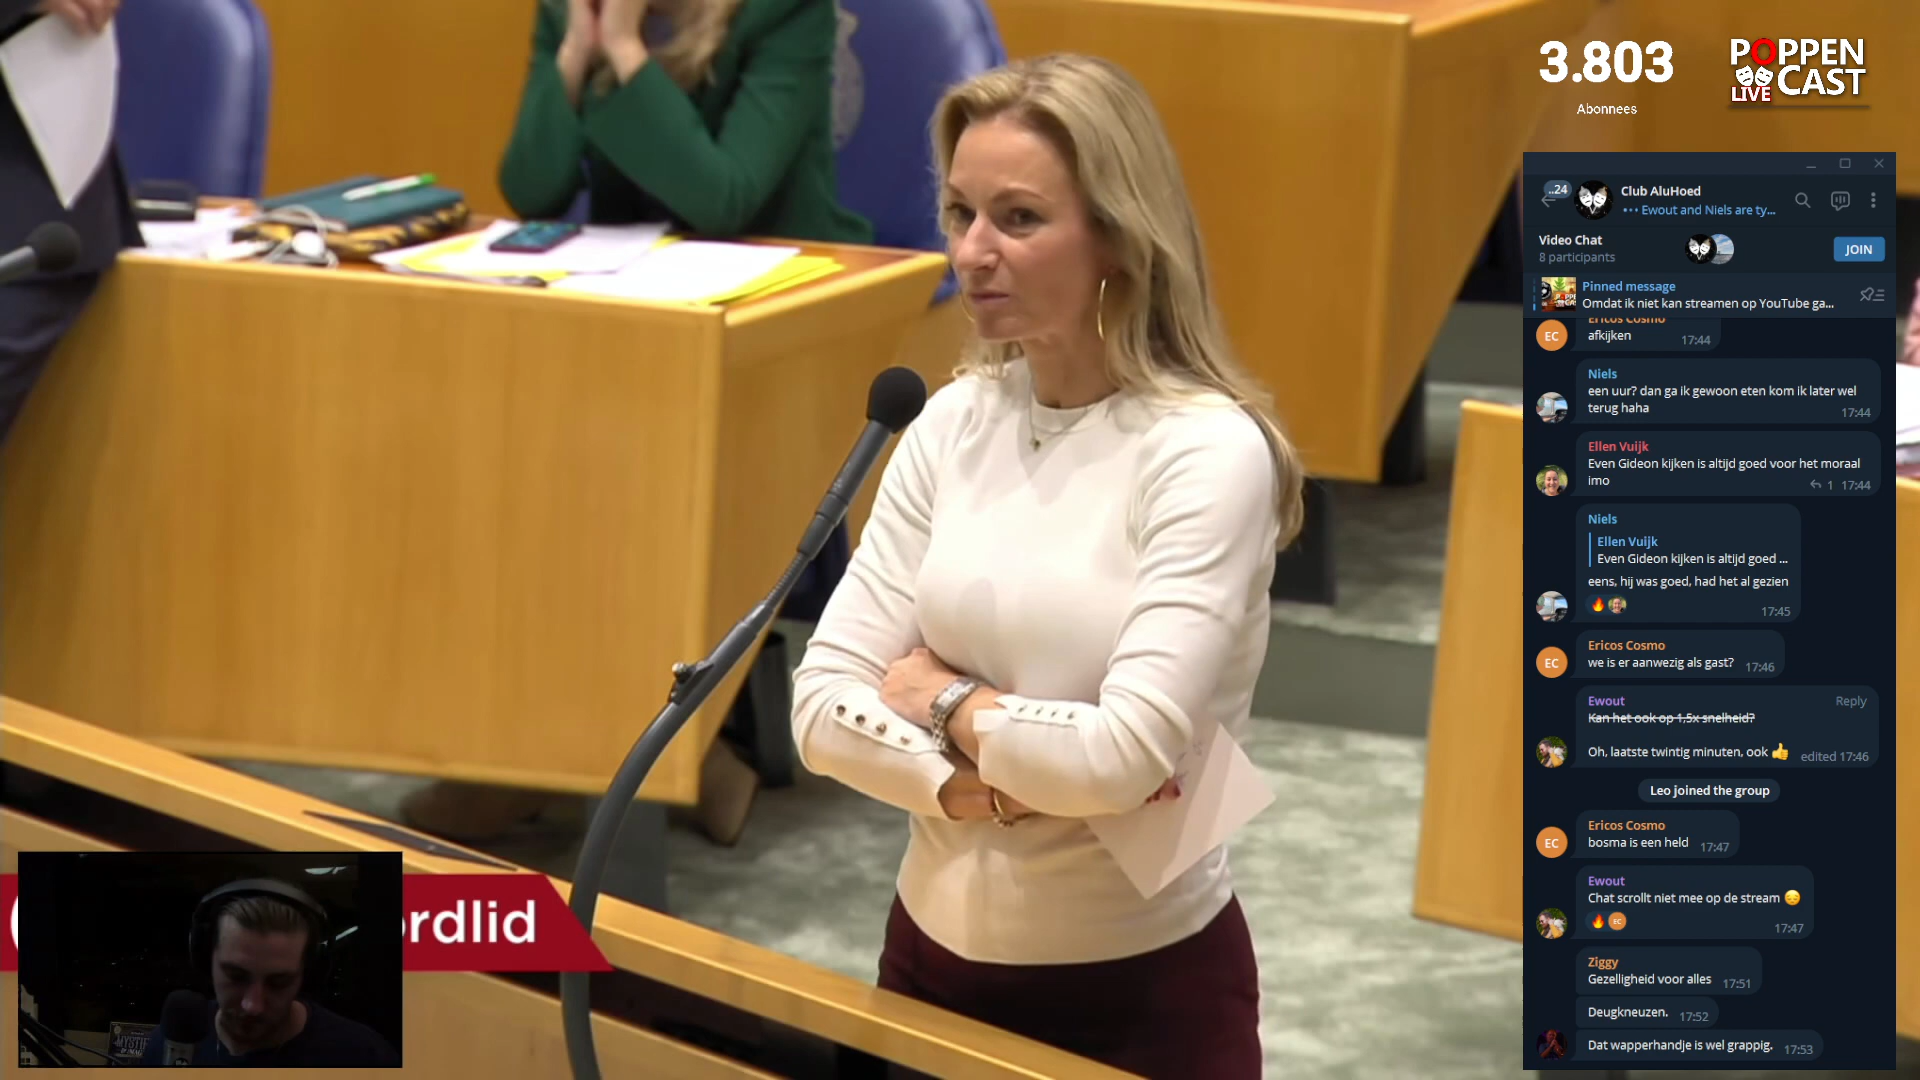 3.803
Abonnees
POPPEN
LIVE CAST
..24
Club AluHoed
Ewout and Niels are ty...
Video Chat
8 participants
JOIN
Pinned message
Omdat ik niet kan streamen op YouTube ga...
Ericos Cosmo
EC
afkijken
17:44
Niels
een uur? dan ga ik gewoon eten kom ik later wel
terug haha
17:44
Ellen Vuijk
Even Gideon kijken is altijd goed voor het moraal
imo
1 17:44
Niels
Ellen Vuijk
Even Gideon kijken is altijd goed ...
eens, hij was goed, had het al gezien
17:45
Ericos Cosmo
EC
we is er aanwezig als gast? 17:46
Ewout
Reply
Kan het ook op 1,5x snelheid?
Oh, laatste twintig minuten, ook 👍 edited 17:46
Leo joined the group
Ericos Cosmo
EC
bosma is een held 17:47
Ewout
Chat scrollt niet mee op de stream 😔
🔥 EC
17:47
Ziggy
Gezelligheid voor alles 17:51
Deugkneuzen. 17:52
Dat wapperhandje is wel grappig. 17:53
rdlid